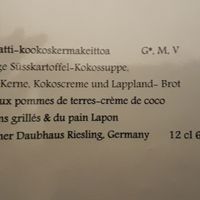 atti-kookoskermakeittoa G*, M, V
ge Süsskartoffel-Kokossuppe,
Kerne, Kokoscreme und Lappland- Brot
ux pommes de terres-crème de coco
ns grillés & du pain Lapon
ner Daubhaus Riesling, Germany 12 cl 6